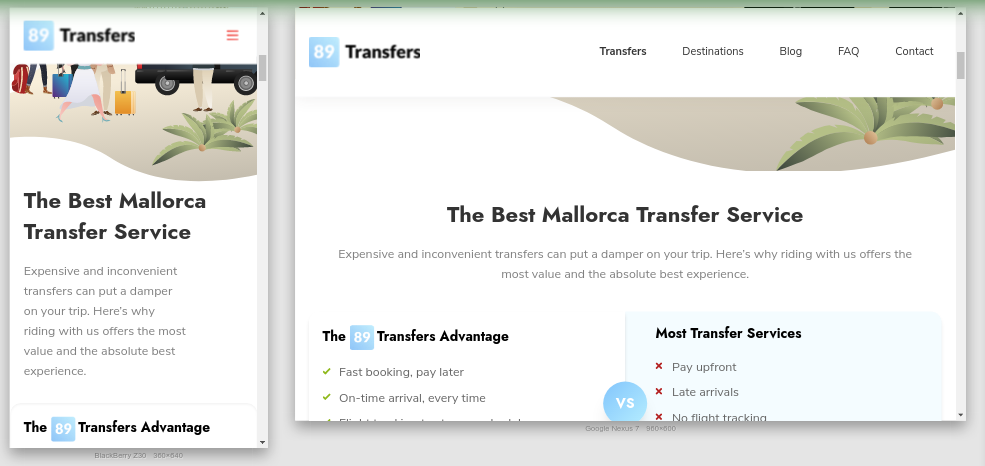 89 Transfers
The Best Mallorca
Transfer Service
Expensive and inconvenient
transfers can put a damper
on your trip. Here's why
riding with us offers the most
value and the absolute best
experience.
The 89 Transfers Advantage
BlackBerry Z30 360×640
89 Transfers
Transfers Destinations Blog FAQ Contact
The Best Mallorca Transfer Service
Expensive and inconvenient transfers can put a damper on your trip. Here's why riding with us offers the
most value and the absolute best experience.
The 89 Transfers Advantage
Fast booking, pay later
On-time arrival, every time
VS
Most Transfer Services
Pay upfront
Late arrivals
No flight tracking
Google Nexus 7 960×600